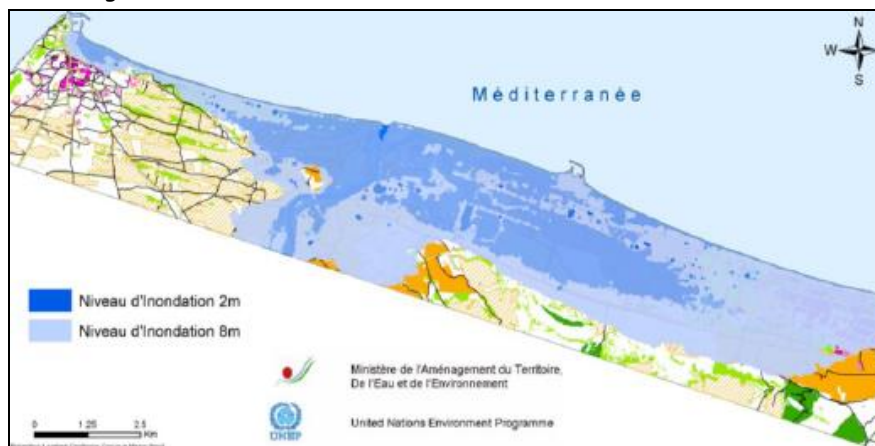 N
W
E
S
Méditerranée
Niveau d'Inondation 2m
Niveau d'Inondation 8m
Ministère de l'Aménagement du Territoire,
De l'Eau et de l'Environnement
UNEP
United Nations Environment Programme
0 1.25 2.5
Km